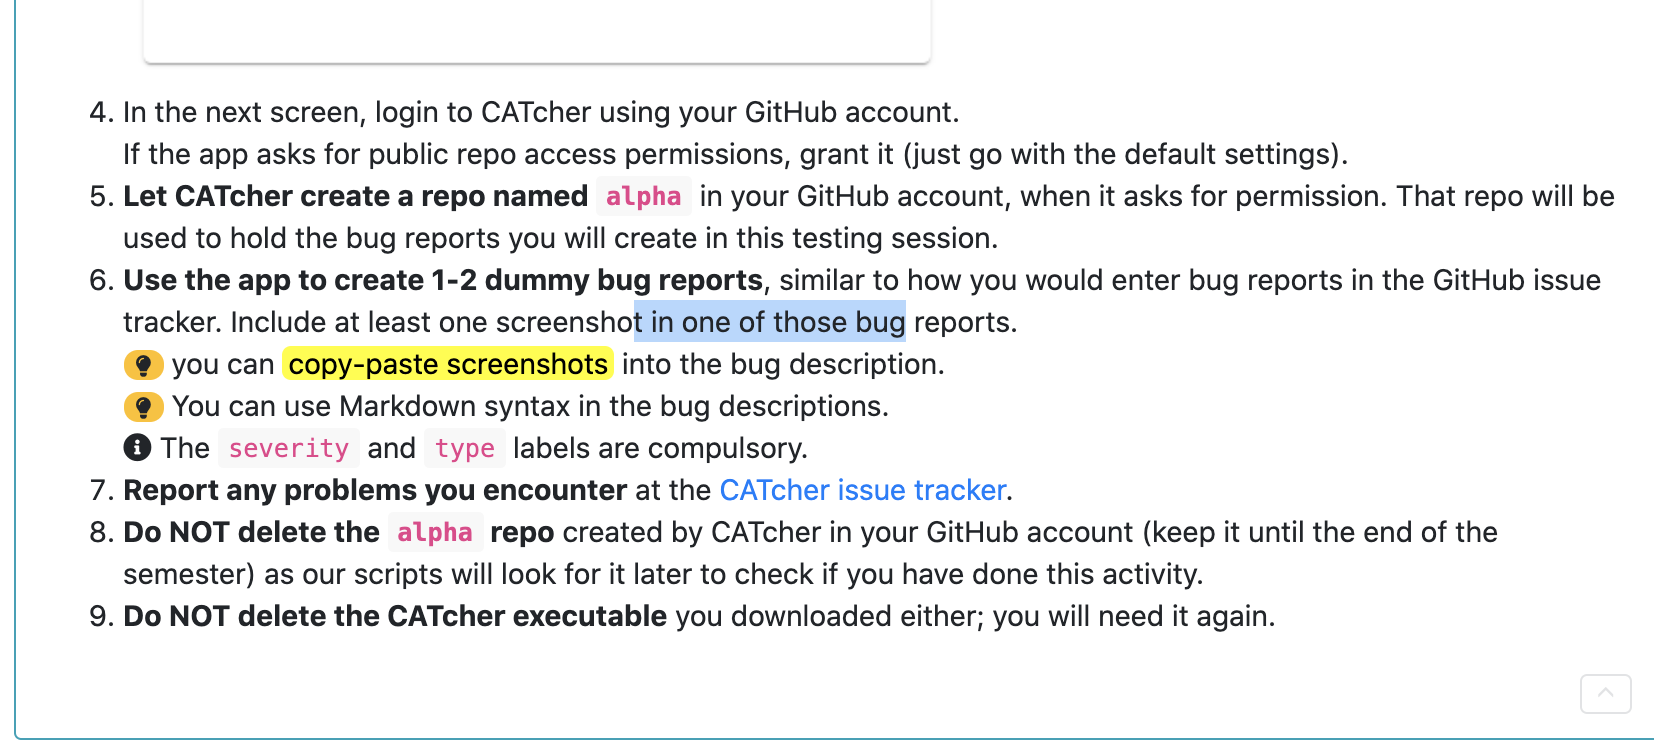 4. In the next screen, login to CATcher using your GitHub account.
If the app asks for public repo access permissions, grant it (just go with the default settings).
5. Let CATcher create a repo named alpha in your GitHub account, when it asks for permission. That repo will be
used to hold the bug reports you will create in this testing session.
6. Use the app to create 1-2 dummy bug reports, similar to how you would enter bug reports in the GitHub issue
tracker. Include at least one screenshot in one of those bug reports.
you can copy-paste screenshots into the bug description.
You can use Markdown syntax in the bug descriptions.
The severity and type labels are compulsory.
7. Report any problems you encounter at the CATcher issue tracker.
8. Do NOT delete the alpha repo created by CATcher in your GitHub account (keep it until the end of the
semester) as our scripts will look for it later to check if you have done this activity.
9. Do NOT delete the CATcher executable you downloaded either; you will need it again.